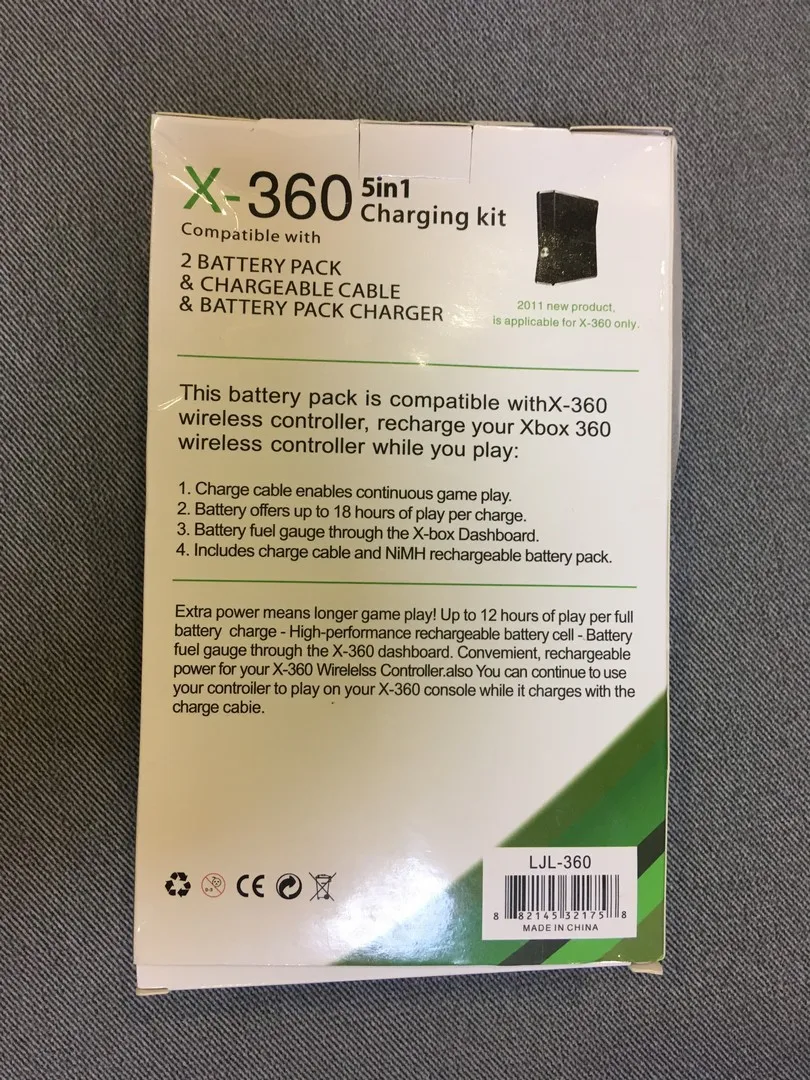 X-360 5in1
Charging kit
Compatible with
2 BATTERY PACK
& CHARGEABLE CABLE
& BATTERY PACK CHARGER
2011 new product,
is applicable for X-360 only.
This battery pack is compatible withX-360
wireless controller, recharge your Xbox 360
wireless controller while you play:
1. Charge cable enables continuous game play.
2. Battery offers up to 18 hours of play per charge.
3. Battery fuel gauge through the X-box Dashboard.
4. Includes charge cable and NiMH rechargeable battery pack.
Extra power means longer game play! Up to 12 hours of play per full
battery charge - High-performance rechargeable battery cell - Battery
fuel gauge through the X-360 dashboard. Convemient, rechargeable
power for your X-360 Wirelelss Controller.also You can continue to use
your controiler to play on your X-360 console while it charges with the
charge cabie.
0-3
CE
LJL-360
8 82145 32175 8
MADE IN CHINA